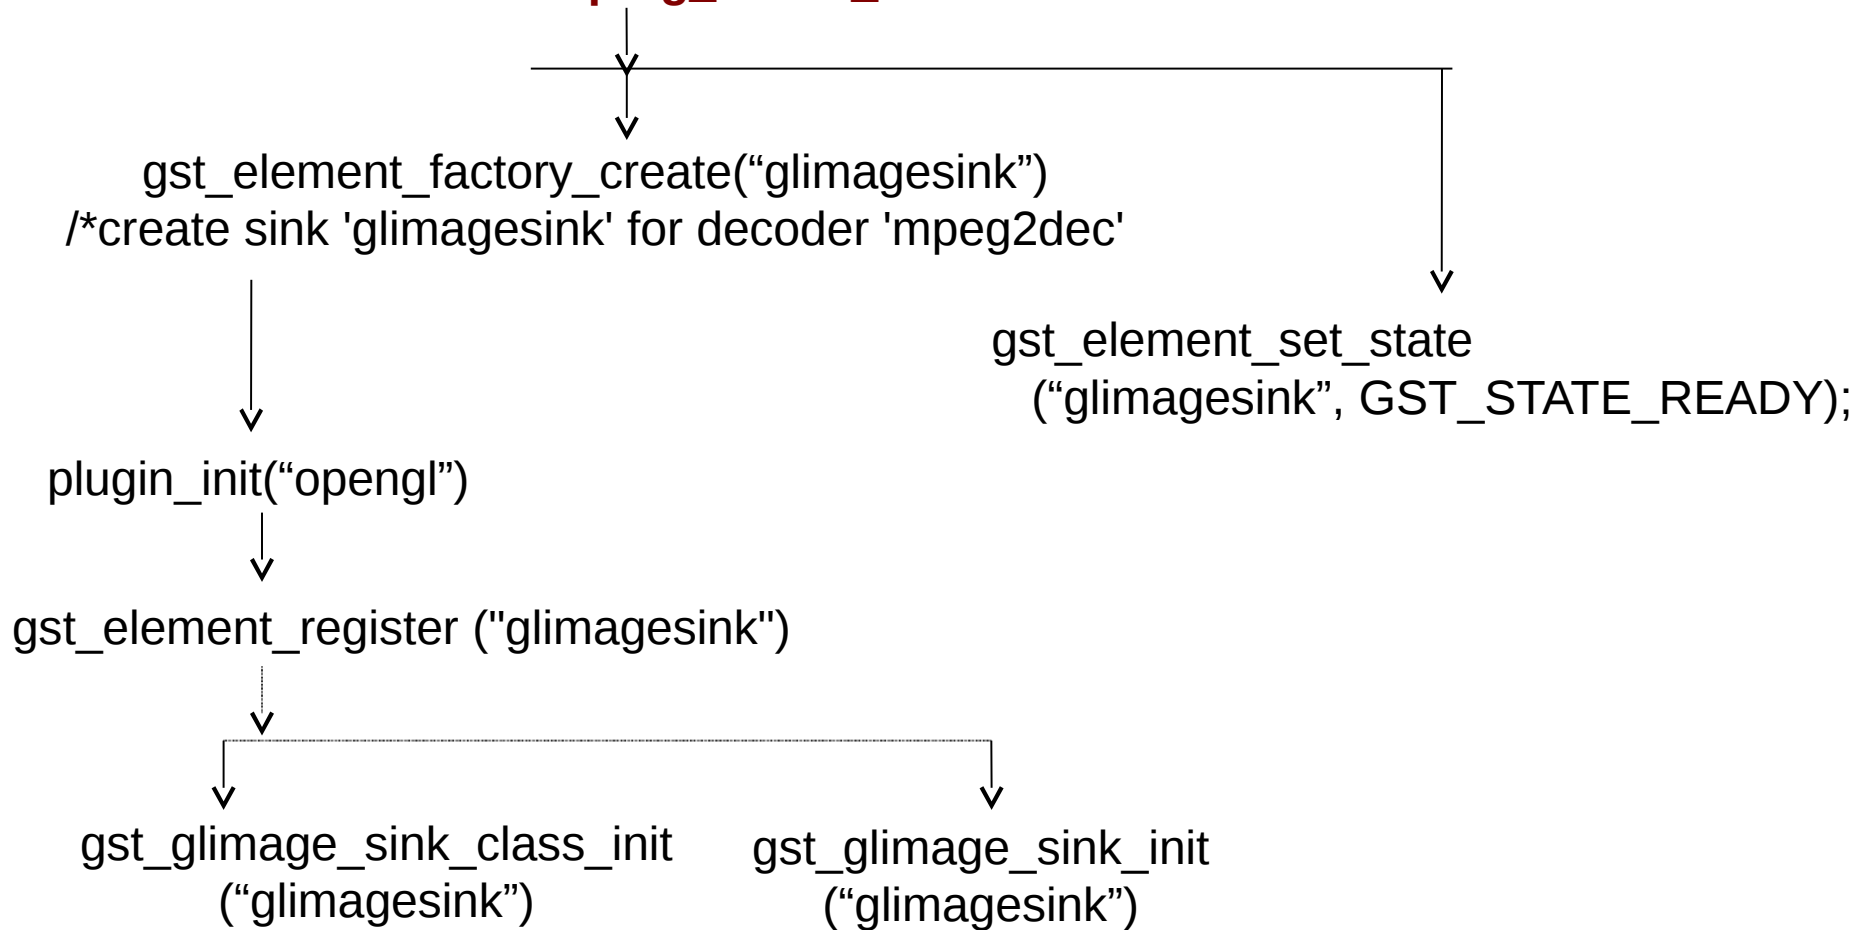 gst_element_factory_create(“glimagesink”)
/*create sink 'glimagesink' for decoder 'mpeg2dec'
gst_element_set_state
(“glimagesink”, GST_STATE_READY);
plugin_init(“opengl”)
gst_element_register ("glimagesink")
gst_glimage_sink_class_init
(“glimagesink”)
gst_glimage_sink_init
(“glimagesink”)